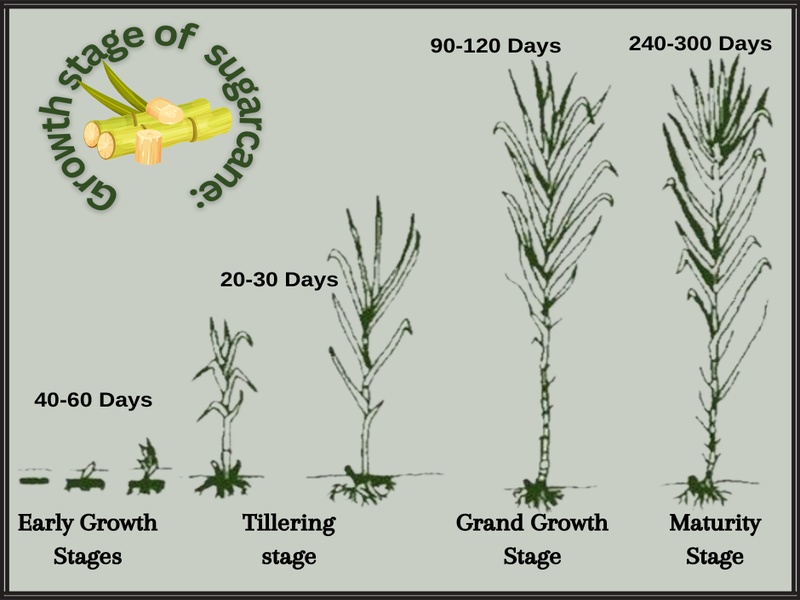 Growth stage of sugarcane:
90-120 Days
240-300 Days
20-30 Days
40-60 Days
Early Growth
Stages
Tillering
stage
Grand Growth
Stage
Maturity
Stage